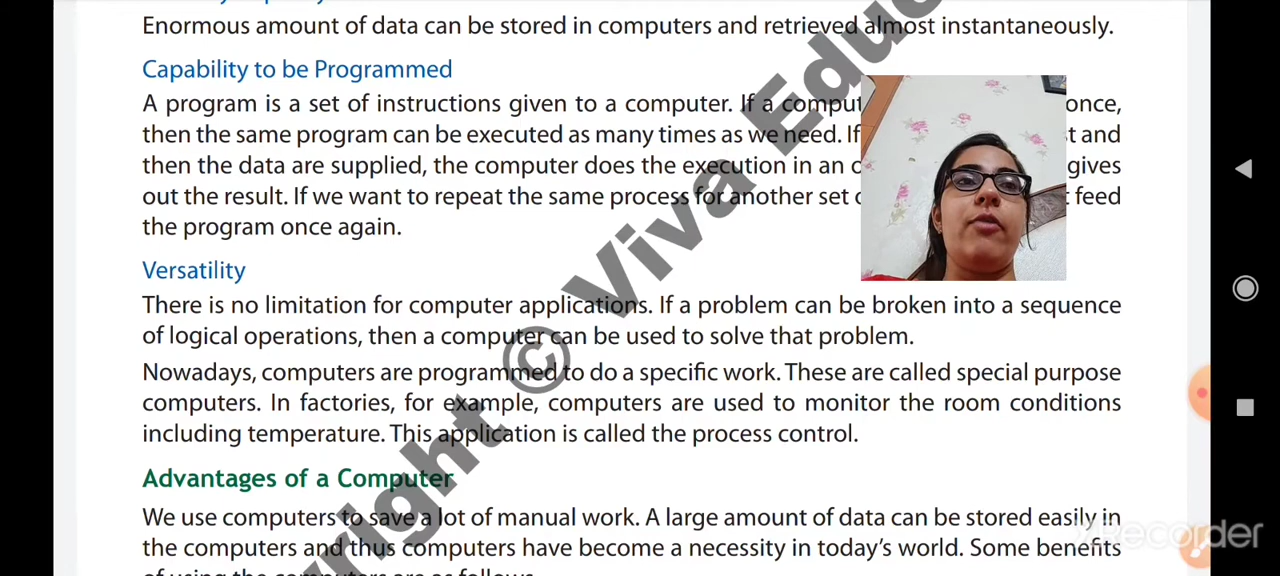 Enormous amount of data can be stored in computers and retrieved almost instantaneously.
Capability to be Programmed
A program is a set of instructions given to a computer. If a comput once,
then the same program can be executed as many times as we need. If and
then the data are supplied, the computer does the execution in an gives
out the result. If we want to repeat the same process for another set feed
the program once again.
Versatility
There is no limitation for computer applications. If a problem can be broken into a sequence
of logical operations, then a computer can be used to solve that problem.
Nowadays, computers are programmed to do a specific work. These are called special purpose
computers. In factories, for example, computers are used to monitor the room conditions
including temperature. This application is called the process control.
Advantages of a Computer
We use computers to save a lot of manual work. A large amount of data can be stored easily in
the computers and thus computers have become a necessity in today's world. Some benefits
of using the computers are as follows
yright © Viva Educ
Recorder